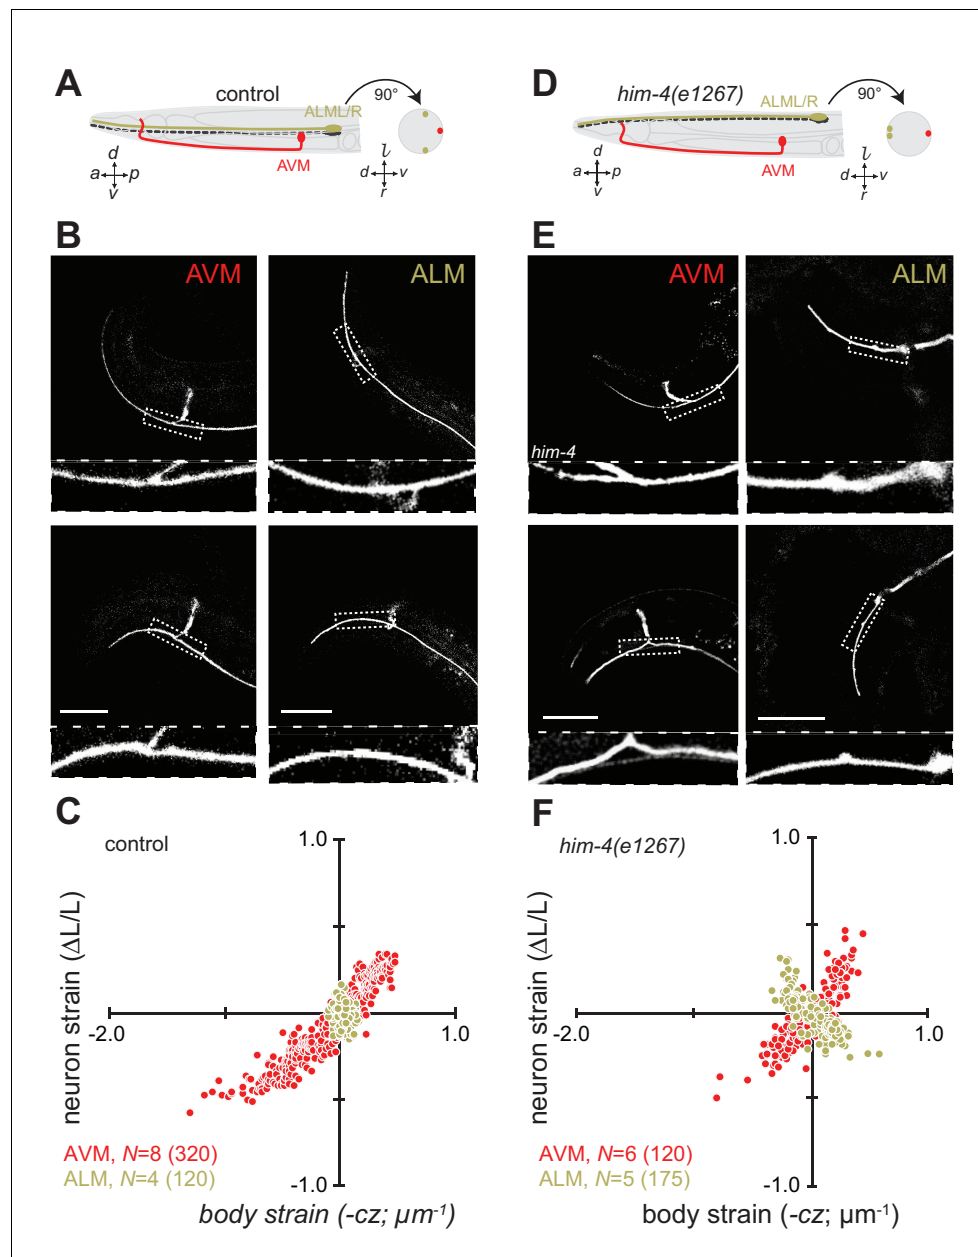 A
control
90°
ALML/R
AVM
d
a
p
v
l
d
v
r
B
AVM
ALM
C
control
1.0
neuron strain (ΔL/L)
-2.0
1.0
AVM, N=8 (320)
ALM, N=4 (120)
-1.0
body strain (-cz; μm-1)
D
him-4(e1267)
ALML/R
90°
AVM
d
a
p
v
l
d
v
r
E
AVM
ALM
him-4
F
him-4(e1267)
1.0
neuron strain (ΔL/L)
-2.0
1.0
AVM, N=6 (120)
ALM, N=5 (175)
-1.0
body strain (-cz; μm-1)